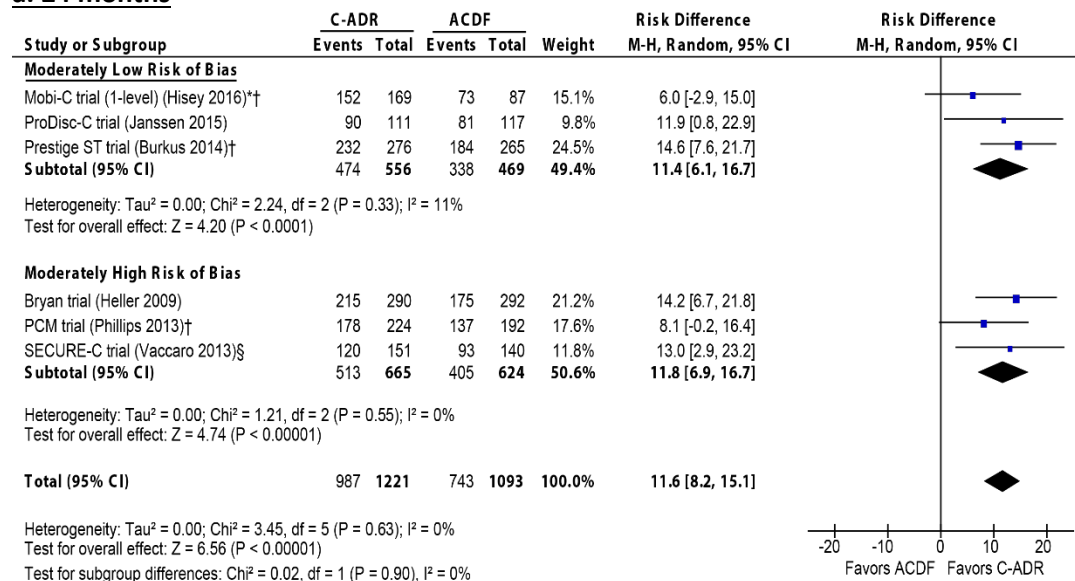 a. 24 months
C-ADR ACDF Risk Difference Risk Difference
Study or Subgroup Events Total Events Total Weight M-H, Random, 95% CI M-H, Random, 95% CI
Moderately Low Risk of Bias
Mobi-C trial (1-level) (Hisey 2016)*† 152 169 73 87 15.1% 6.0 [-2.9, 15.0]
ProDisc-C trial (Janssen 2015) 90 111 81 117 9.8% 11.9 [0.8, 22.9]
Prestige ST trial (Burkus 2014)† 232 276 184 265 24.5% 14.6 [7.6, 21.7]
Subtotal (95% CI) 474 556 338 469 49.4% 11.4 [6.1, 16.7]
Heterogeneity: Tau² = 0.00; Chi² = 2.24, df = 2 (P = 0.33); I² = 11%
Test for overall effect: Z = 4.20 (P < 0.0001)
Moderately High Risk of Bias
Bryan trial (Heller 2009) 215 290 175 292 21.2% 14.2 [6.7, 21.8]
PCM trial (Phillips 2013)† 178 224 137 192 17.6% 8.1 [-0.2, 16.4]
SECURE-C trial (Vaccaro 2013)§ 120 151 93 140 11.8% 13.0 [2.9, 23.2]
Subtotal (95% CI) 513 665 405 624 50.6% 11.8 [6.9, 16.7]
Heterogeneity: Tau² = 0.00; Chi² = 1.21, df = 2 (P = 0.55); I² = 0%
Test for overall effect: Z = 4.74 (P < 0.00001)
Total (95% CI) 987 1221 743 1093 100.0% 11.6 [8.2, 15.1]
Heterogeneity: Tau² = 0.00; Chi² = 3.45, df = 5 (P = 0.63); I² = 0%
Test for overall effect: Z = 6.56 (P < 0.00001)
Test for subgroup differences: Chi² = 0.02, df = 1 (P = 0.90), I² = 0%
-20 -10 0 10 20
Favors ACDF Favors C-ADR